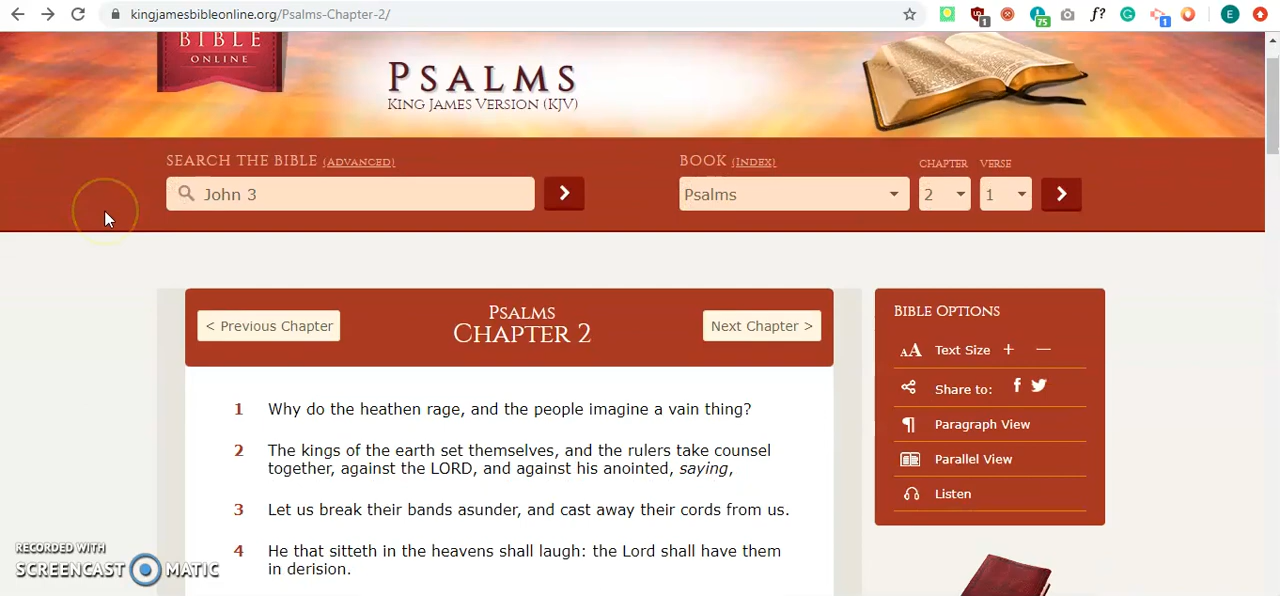 kingjamesbibleonline.org/Psalms-Chapter-2/
1
75
f?
1
E
BIBLE
ONLINE
PSALMS
KING JAMES VERSION (KJV)
SEARCH THE BIBLE (ADVANCED)
BOOK (INDEX)
CHAPTER
VERSE
John 3
Psalms
2
1
< Previous Chapter
PSALMS
CHAPTER 2
Next Chapter >
1 Why do the heathen rage, and the people imagine a vain thing?
2 The kings of the earth set themselves, and the rulers take counsel
together, against the LORD, and against his anointed, saying,
3 Let us break their bands asunder, and cast away their cords from us.
4 He that sitteth in the heavens shall laugh: the Lord shall have them
in derision.
BIBLE OPTIONS
AA Text Size + —
Share to:
Paragraph View
Parallel View
Listen
RECORDED WITH
SCREENCAST MATIC